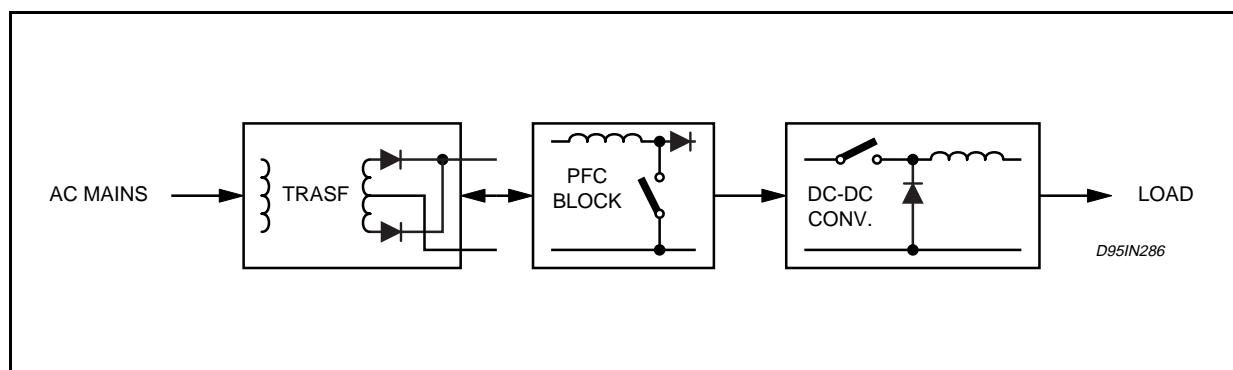 AC MAINS
TRASF
PFC
BLOCK
DC-DC
CONV.
LOAD
D95IN286